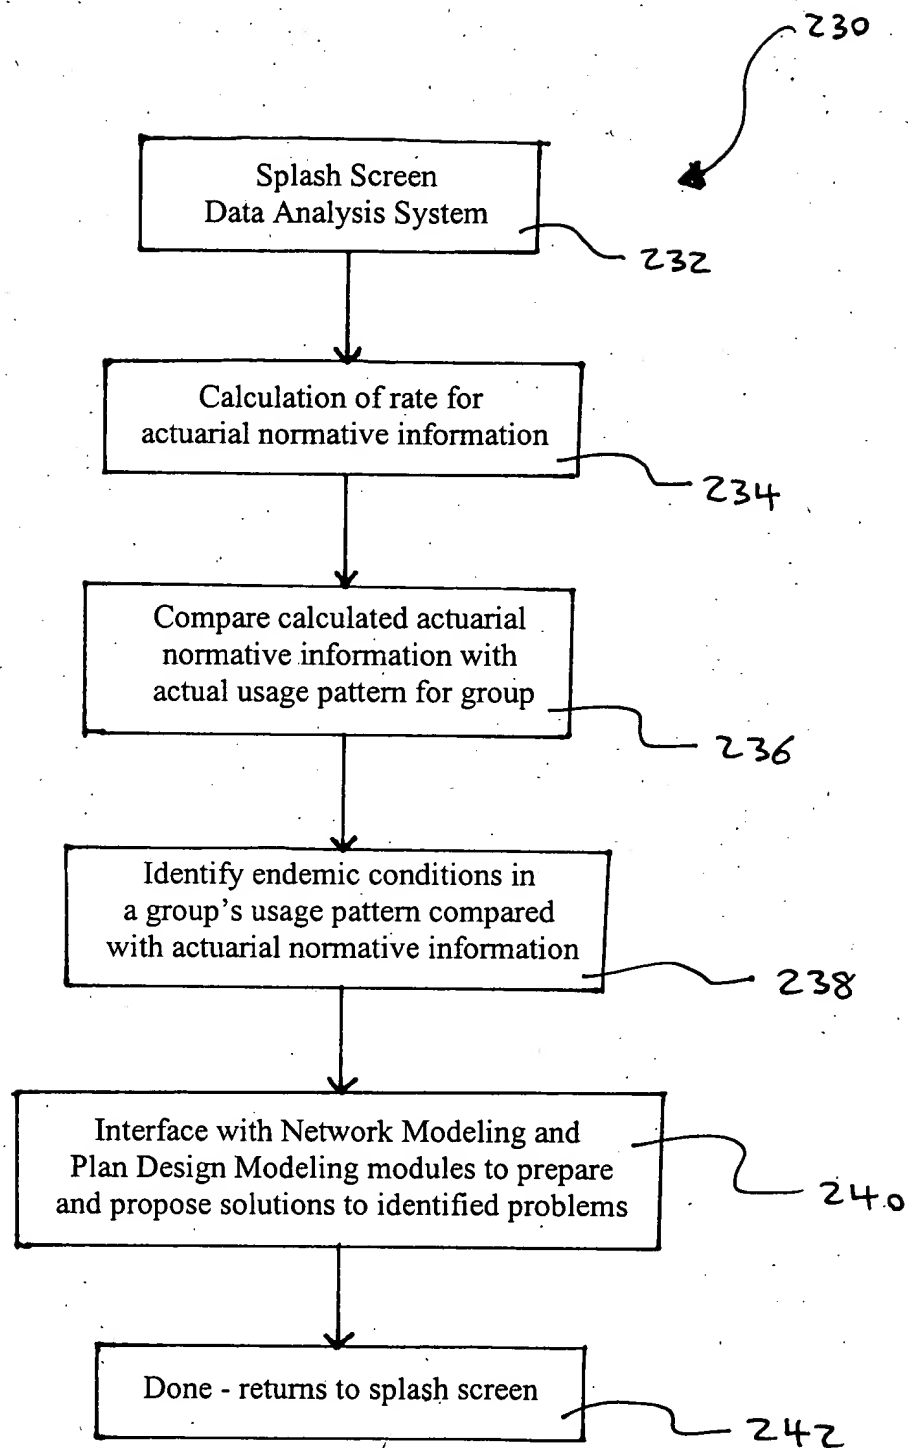 230
Splash Screen
Data Analysis System
232
Calculation of rate for
actuarial normative information
234
Compare calculated actuarial
normative information with
actual usage pattern for group
236
Identify endemic conditions in
a group's usage pattern compared
with actuarial normative information
238
Interface with Network Modeling and
Plan Design Modeling modules to prepare
and propose solutions to identified problems
240
Done - returns to splash screen
242